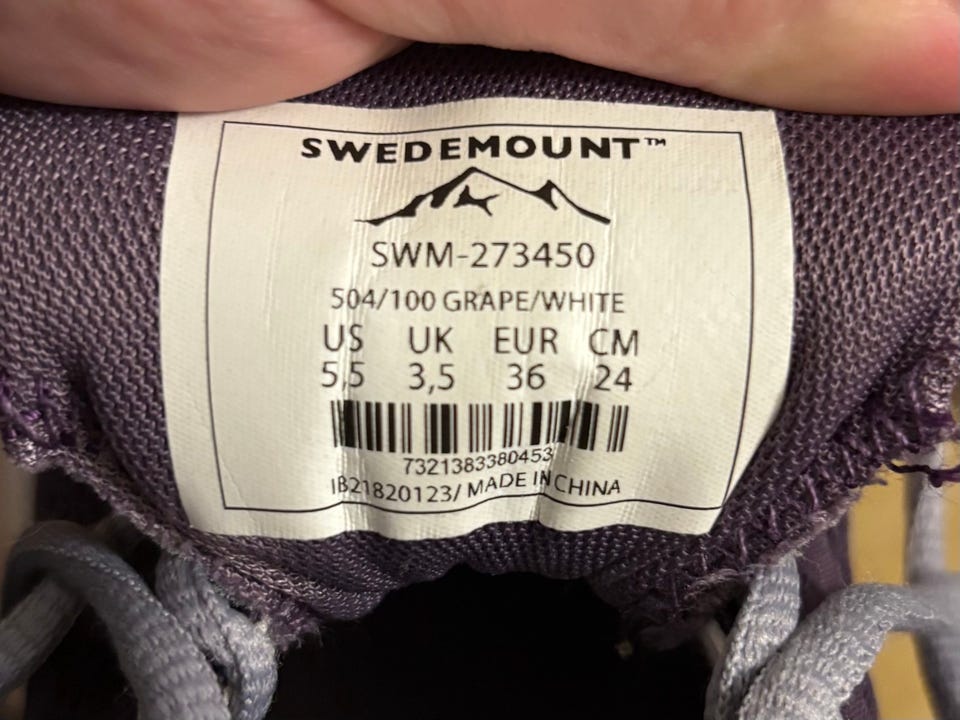 SWEDEMOUNT™
SWM-273450
504/100 GRAPE/WHITE
US UK EUR CM
5,5 3,5 36 24
7321383380453
IB21820123/ MADE IN CHINA